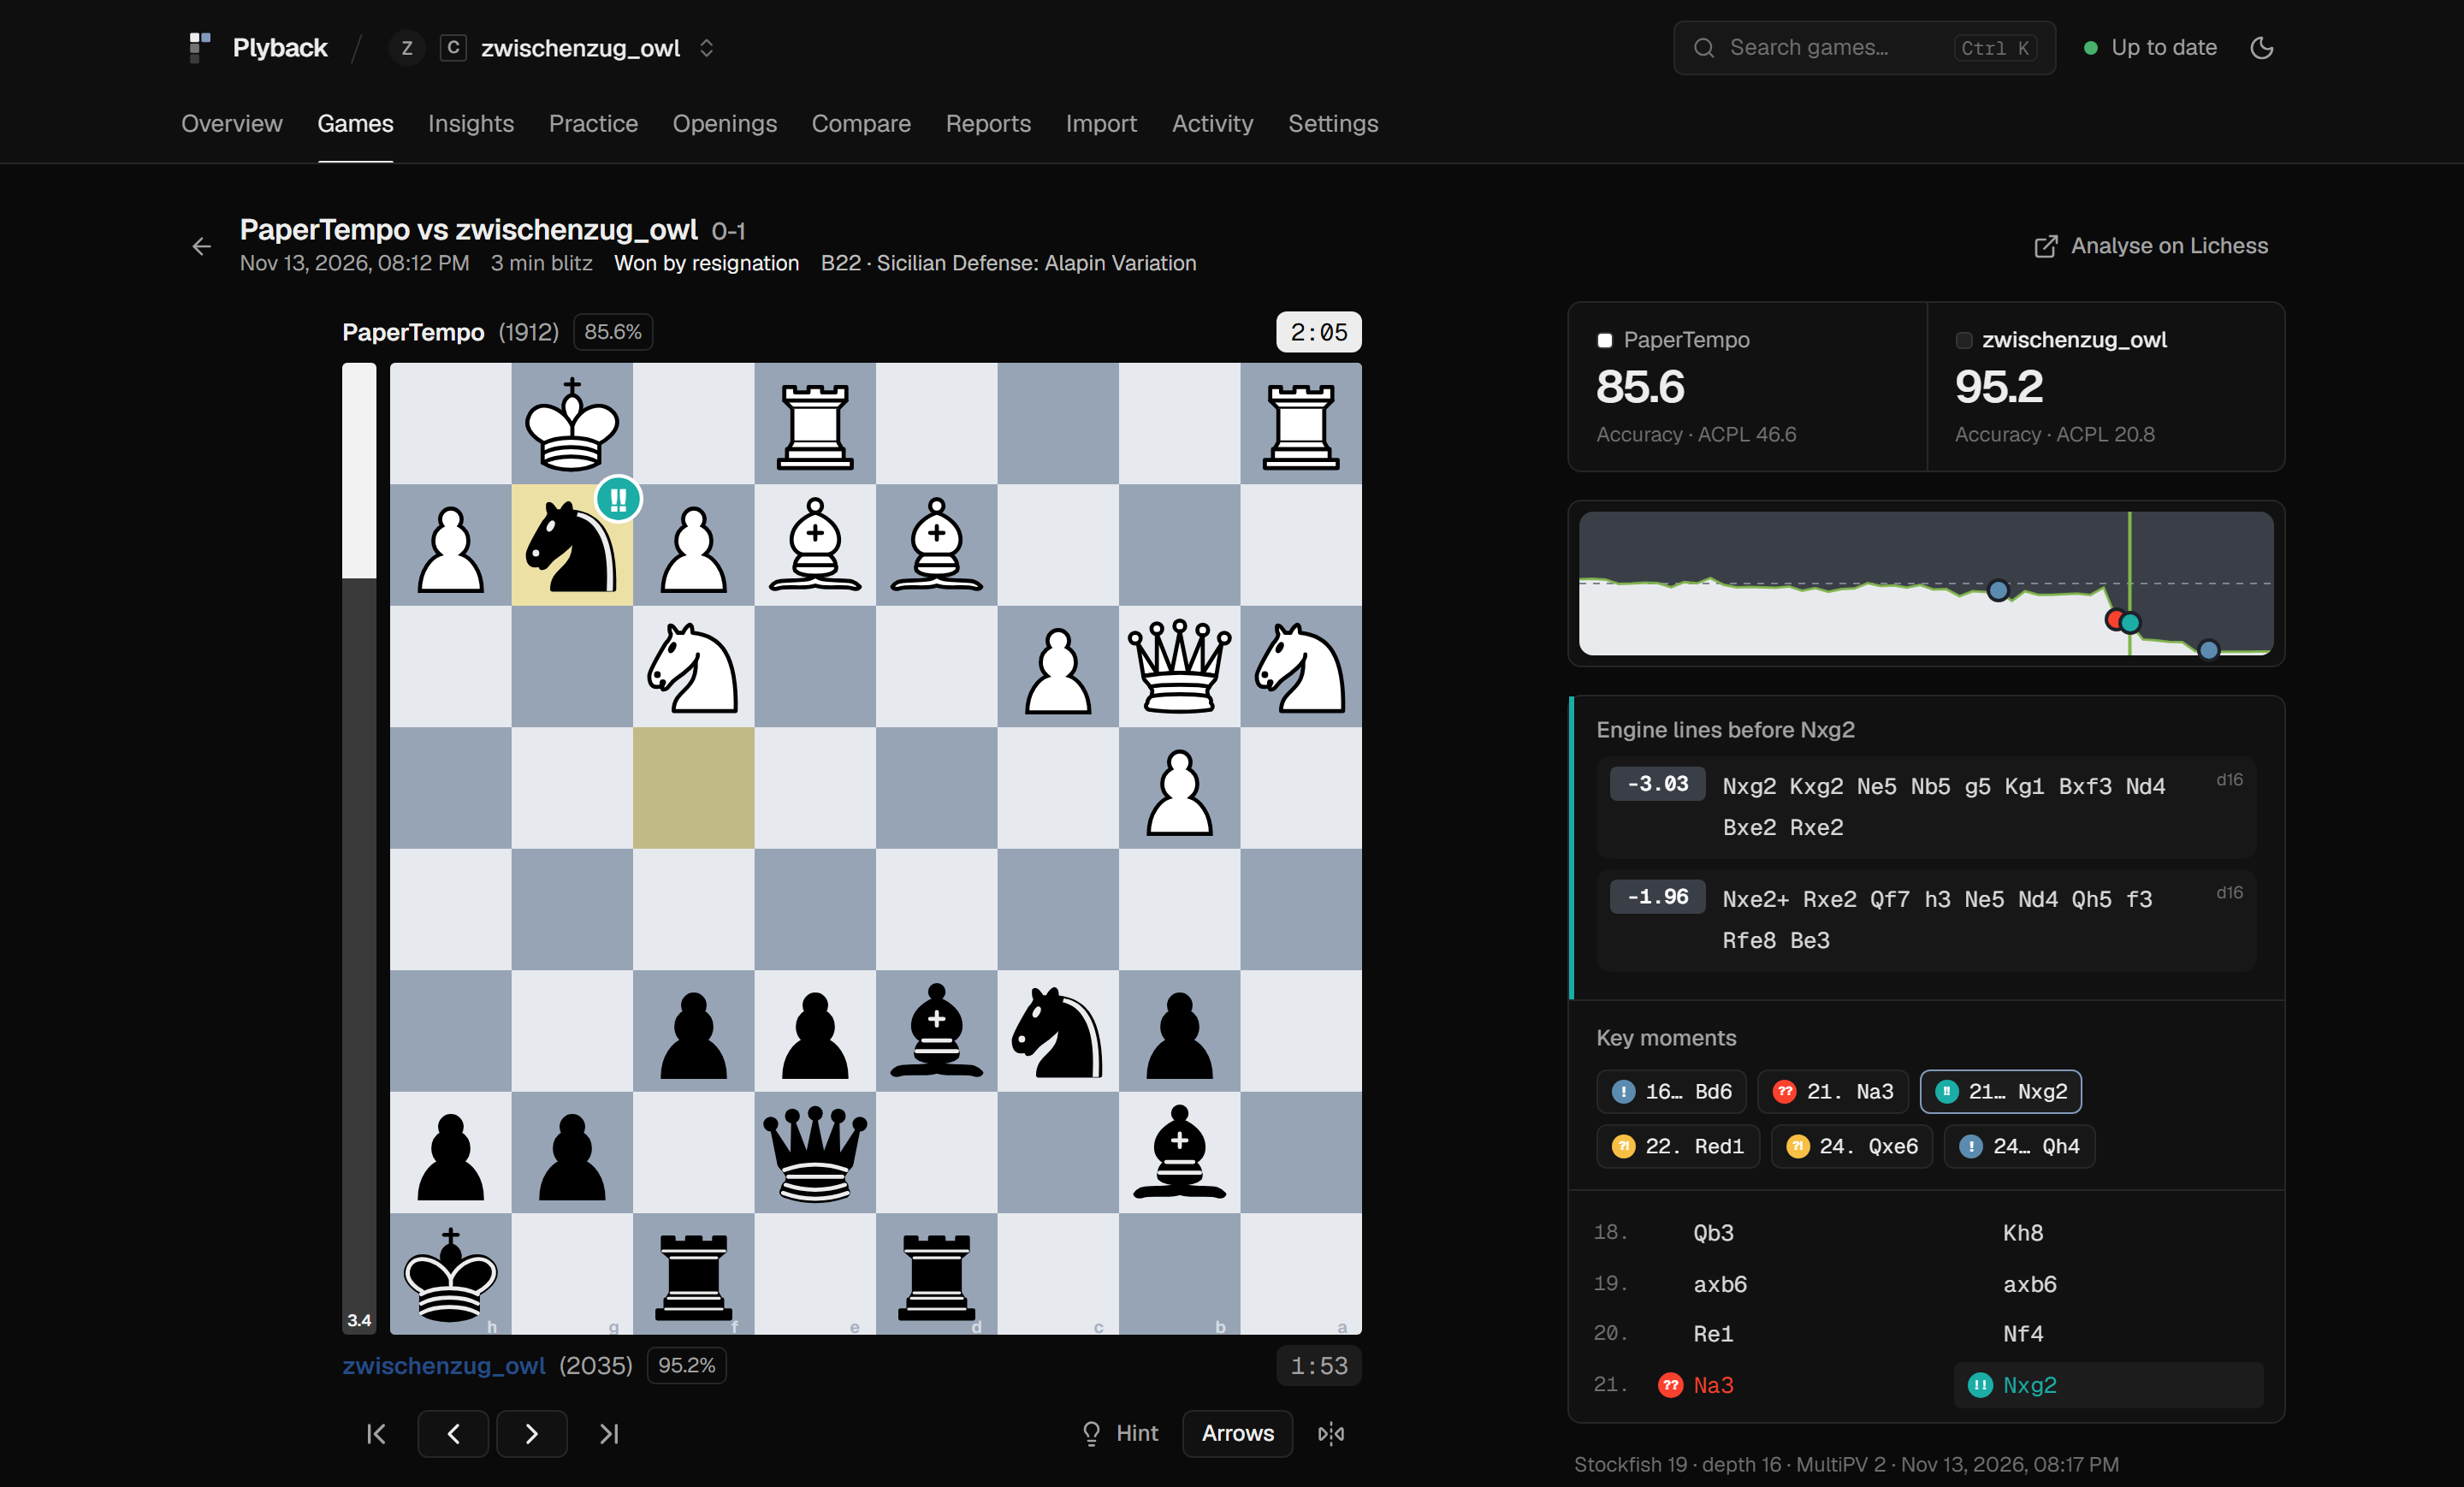 Plyback / Z C zwischenzug_owl Search games... Ctrl K Up to date
Overview Games Insights Practice Openings Compare Reports Import Activity Settings
PaperTempo vs zwischenzug_owl 0-1
Nov 13, 2026, 08:12 PM 3 min blitz Won by resignation B22 · Sicilian Defense: Alapin Variation
Analyse on Lichess
PaperTempo (1912) 85.6% 2:05
!!
3.4
h g f e d c b a
zwischenzug_owl (2035) 95.2% 1:53
Hint Arrows
PaperTempo
85.6
Accuracy · ACPL 46.6
zwischenzug_owl
95.2
Accuracy · ACPL 20.8
Engine lines before Nxg2
-3.03 Nxg2 Kxg2 Ne5 Nb5 g5 Kg1 Bxf3 Nd4 d16
Bxe2 Rxe2
-1.96 Nxe2+ Rxe2 Qf7 h3 Ne5 Nd4 Qh5 f3 d16
Rfe8 Be3
Key moments
! 16… Bd6 ?? 21. Na3 !! 21… Nxg2
?! 22. Red1 ?! 24. Qxe6 ! 24… Qh4
18. Qb3 Kh8
19. axb6 axb6
20. Re1 Nf4
21. ?? Na3 !! Nxg2
Stockfish 19 · depth 16 · MultiPV 2 · Nov 13, 2026, 08:17 PM